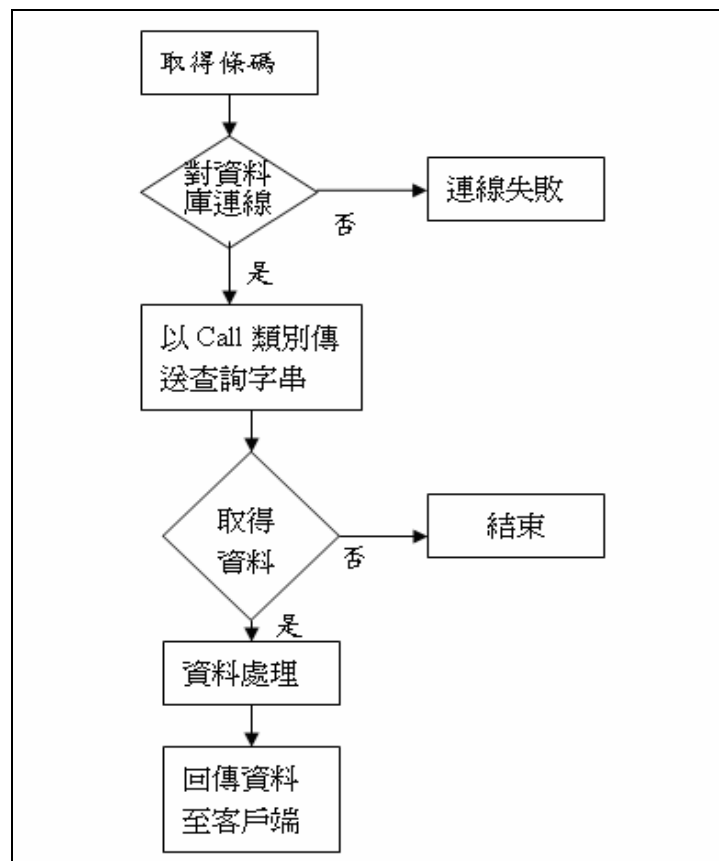 取得條碼
對資料
庫連線
否
連線失敗
是
以 Call 類別傳
送查詢字串
取得
資料
否
結束
是
資料處理
回傳資料
至客戶端